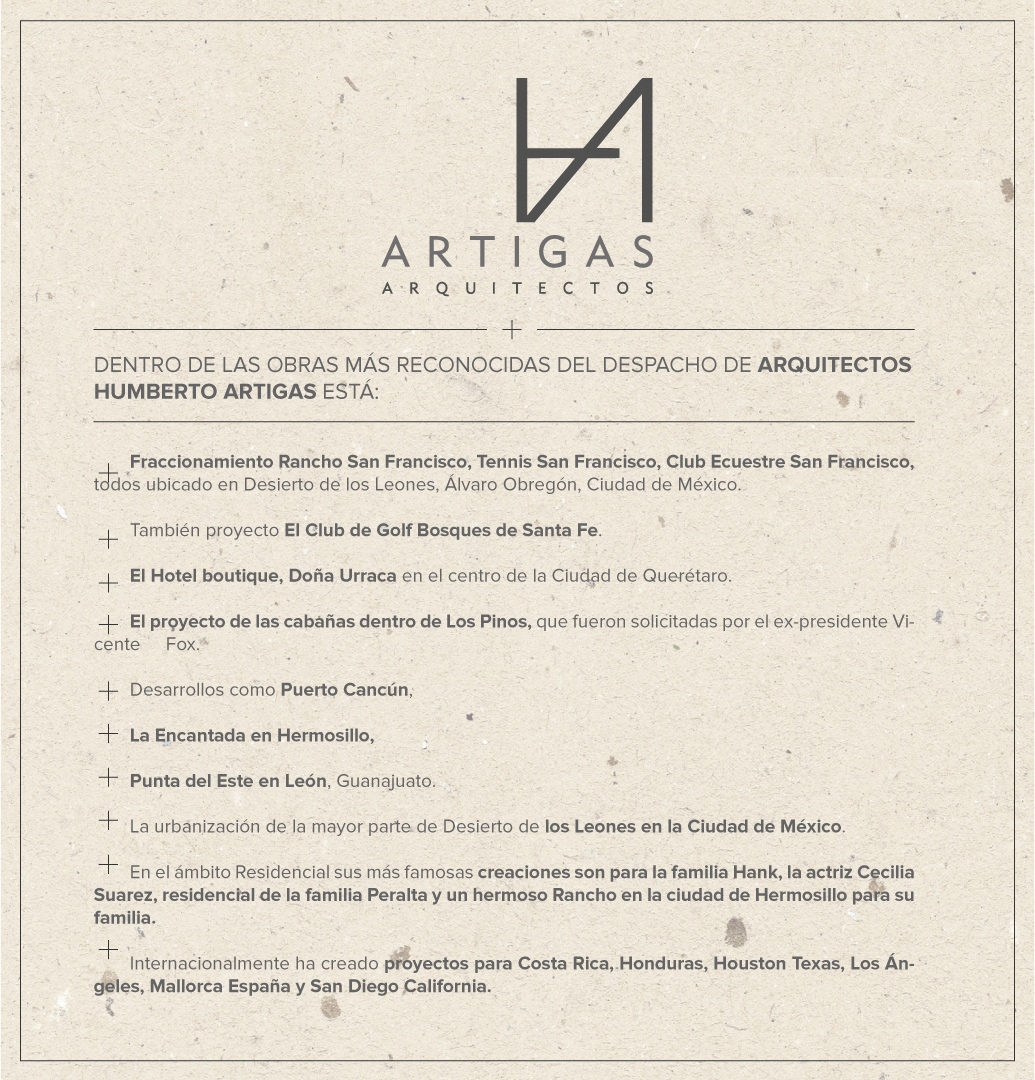 HA
ARTIGAS
ARQUITECTOS
DENTRO DE LAS OBRAS MÁS RECONOCIDAS DEL DESPACHO DE ARQUITECTOS
HUMBERTO ARTIGAS ESTÁ:
Fraccionamiento Rancho San Francisco, Tennis San Francisco, Club Ecuestre San Francisco,
todos ubicado en Desierto de los Leones, Álvaro Obregón, Ciudad de México.
También proyecto El Club de Golf Bosques de Santa Fe.
El Hotel boutique, Doña Urraca en el centro de la Ciudad de Querétaro.
El proyecto de las cabañas dentro de Los Pinos, que fueron solicitadas por el ex-presidente Vi-
cente Fox.
Desarrollos como Puerto Cancún,
La Encantada en Hermosillo,
Punta del Este en León, Guanajuato.
La urbanización de la mayor parte de Desierto de los Leones en la Ciudad de México.
En el ámbito Residencial sus más famosas creaciones son para la familia Hank, la actriz Cecilia
Suarez, residencial de la familia Peralta y un hermoso Rancho en la ciudad de Hermosillo para su
familia.
Internacionalmente ha creado proyectos para Costa Rica, Honduras, Houston Texas, Los Án-
geles, Mallorca España y San Diego California.